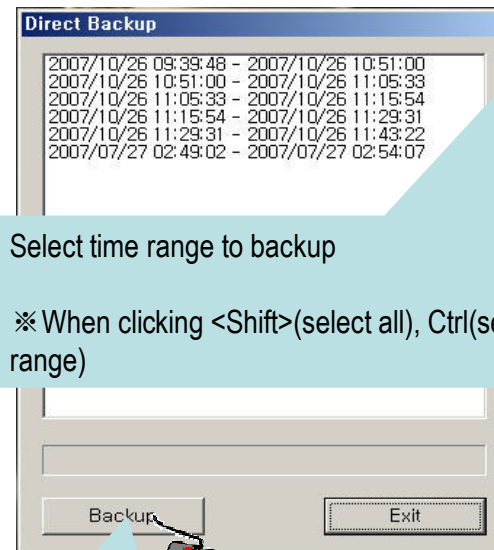 Direct Backup
2007/10/26 09:39:48 - 2007/10/26 10:51:00
2007/10/26 10:51:00 - 2007/10/26 11:05:33
2007/10/26 11:05:33 - 2007/10/26 11:15:54
2007/10/26 11:15:54 - 2007/10/26 11:29:31
2007/10/26 11:29:31 - 2007/10/26 11:43:22
2007/07/27 02:49:02 - 2007/07/27 02:54:07
Select time range to backup
※When clicking <Shift>(select all), Ctrl(se
range)
Backup
Exit